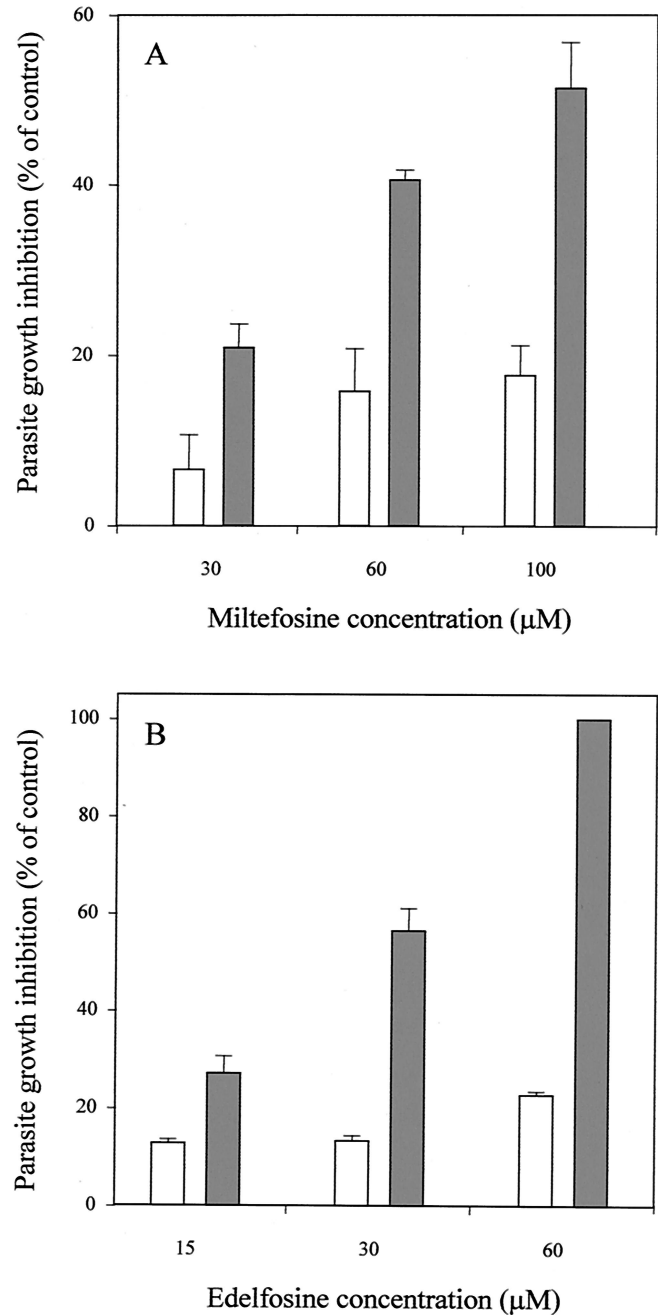 A
Parasite growth inhibition (% of control)
60
40
20
0
30 60 100
Miltefosine concentration (μM)
B
Parasite growth inhibition (% of control)
100
80
60
40
20
0
15 30 60
Edelfosine concentration (μM)